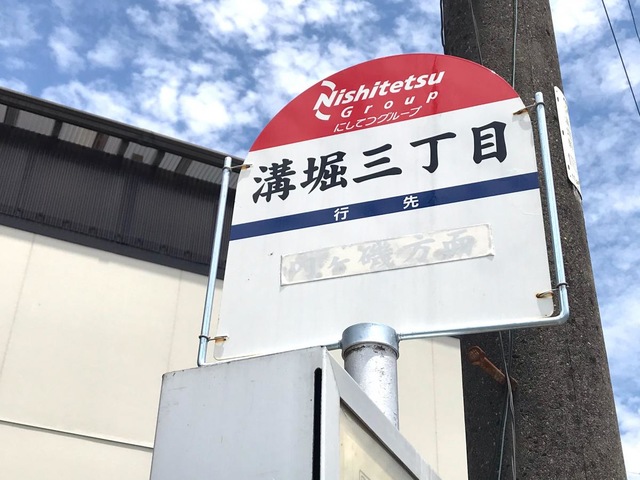 Nishitetsu
Group
にしてつグループ
溝堀三丁目
行先